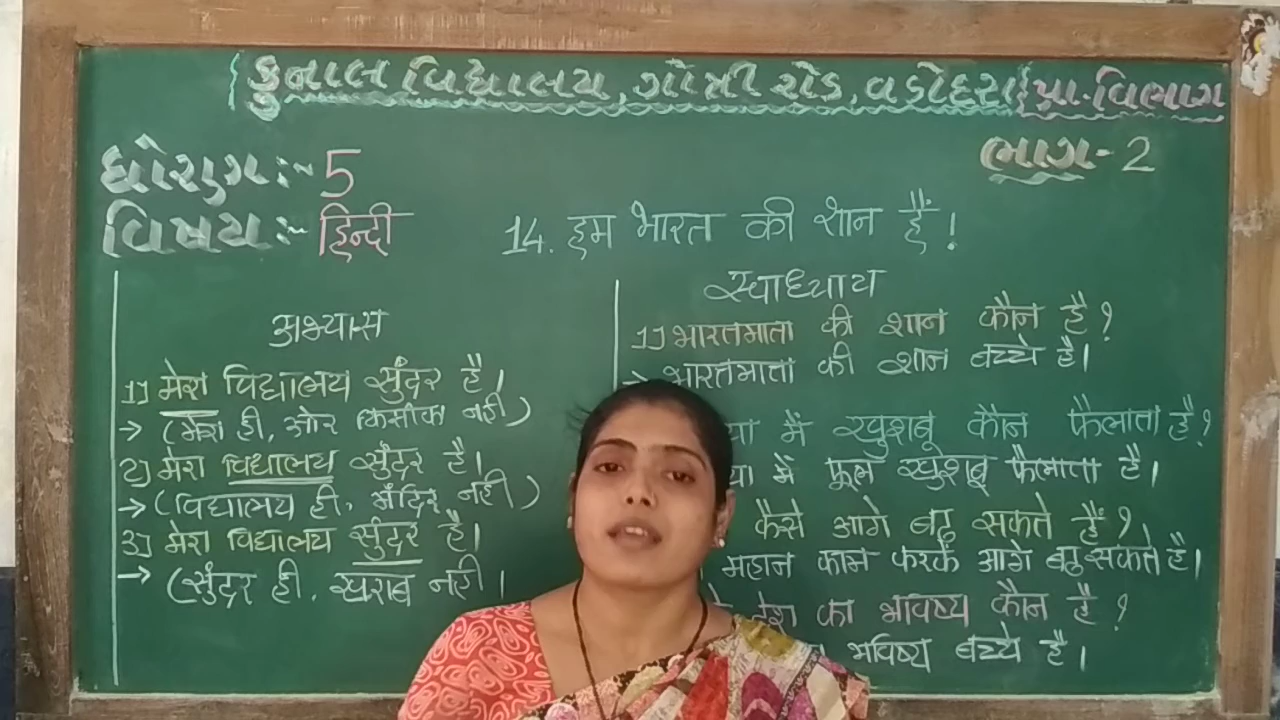 કુનાલ વિદ્યાલય, ગોત્રી રોડ, વડોદરા પ્રા. વિભાગ
ધોરણ:- 5
ભાગ- 2
વિષય:- हिन्दी
14. हम भारत की शान हैं!
अभ्यास
1) मेरा विद्यालय सुंदर है।
→ (मेरा ही, ओर किसीका नही)
2) मेरा विद्यालय सुंदर है।
→ (विद्यालय ही, मंदिर नही)
3) मेरा विद्यालय सुंदर है।
→ (सुंदर ही, खराब नही।
स्वाध्याय
1) भारतमाता की शान कौन है?
→ भारतमाता की शान बच्चे है।
में खुशबू कौन फैलाता है?
में फूल खुशबू फैलाता है।
कैसे आगे बढ़ सकते हैं?
महान काम करके आगे बढ़ सकते है।
देश का भविष्य कौन है?
भविष्य बच्चे है।